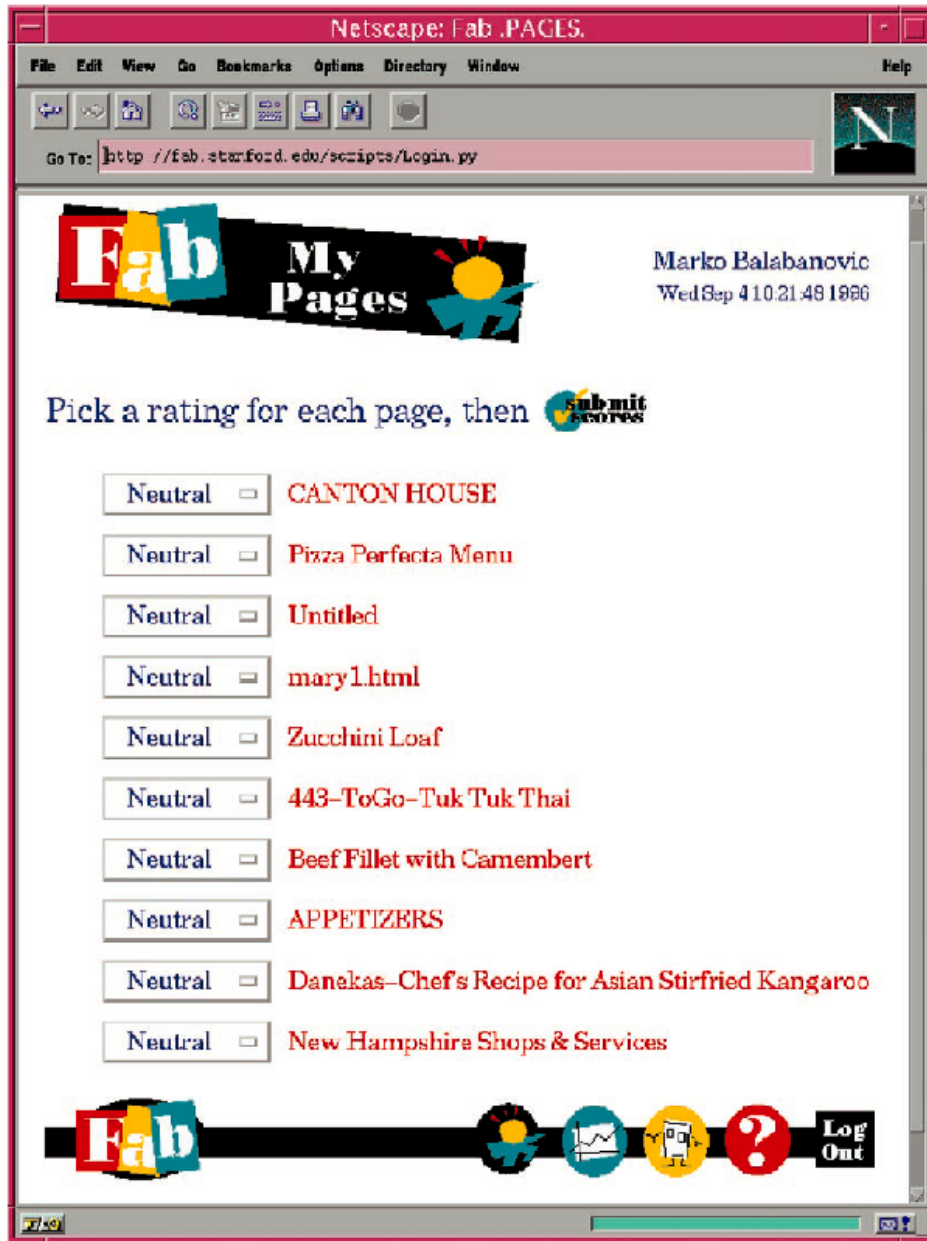 Netscape: Fab .PAGES.
File Edit View Go Bookmarks Options Directory Window Help
Go To: http //fab.stanford.edu/scripts/Login.py
N
Fab
My
Pages
Marko Balabanovic
Wed Sep 4 10:21:48 1996
Pick a rating for each page, then submit
scores
Neutral CANTON HOUSE
Neutral Pizza Perfecta Menu
Neutral Untitled
Neutral mary1.html
Neutral Zucchini Loaf
Neutral 443-ToGo-Tuk Tuk Thai
Neutral Beef Fillet with Camembert
Neutral APPETIZERS
Neutral Danekas-Chef's Recipe for Asian Stirfried Kangaroo
Neutral New Hampshire Shops & Services
Fab ? Log
Out